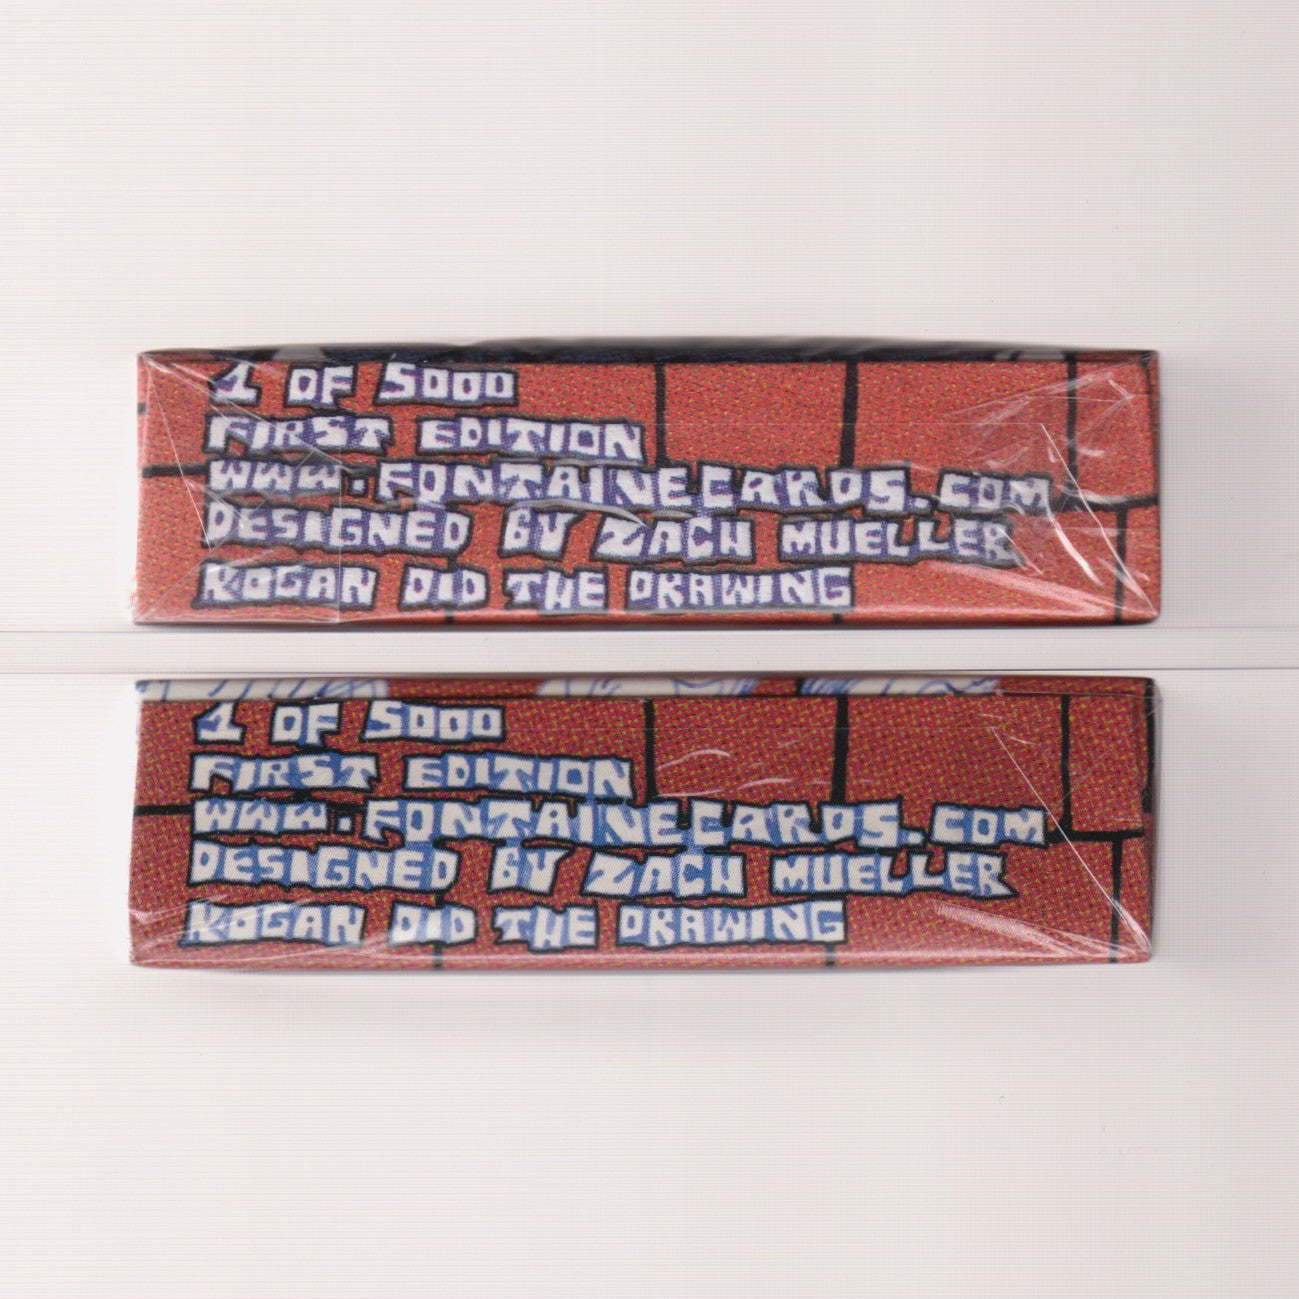 1 OF 5000
FIRST EDITION
WWW.FONTAINECARDS.COM
DESIGNED BY ZACH MUELLER
KOGAN DID THE DRAWING
1 OF 5000
FIRST EDITION
WWW.FONTAINECARDS.COM
DESIGNED BY ZACH MUELLER
KOGAN DID THE DRAWING